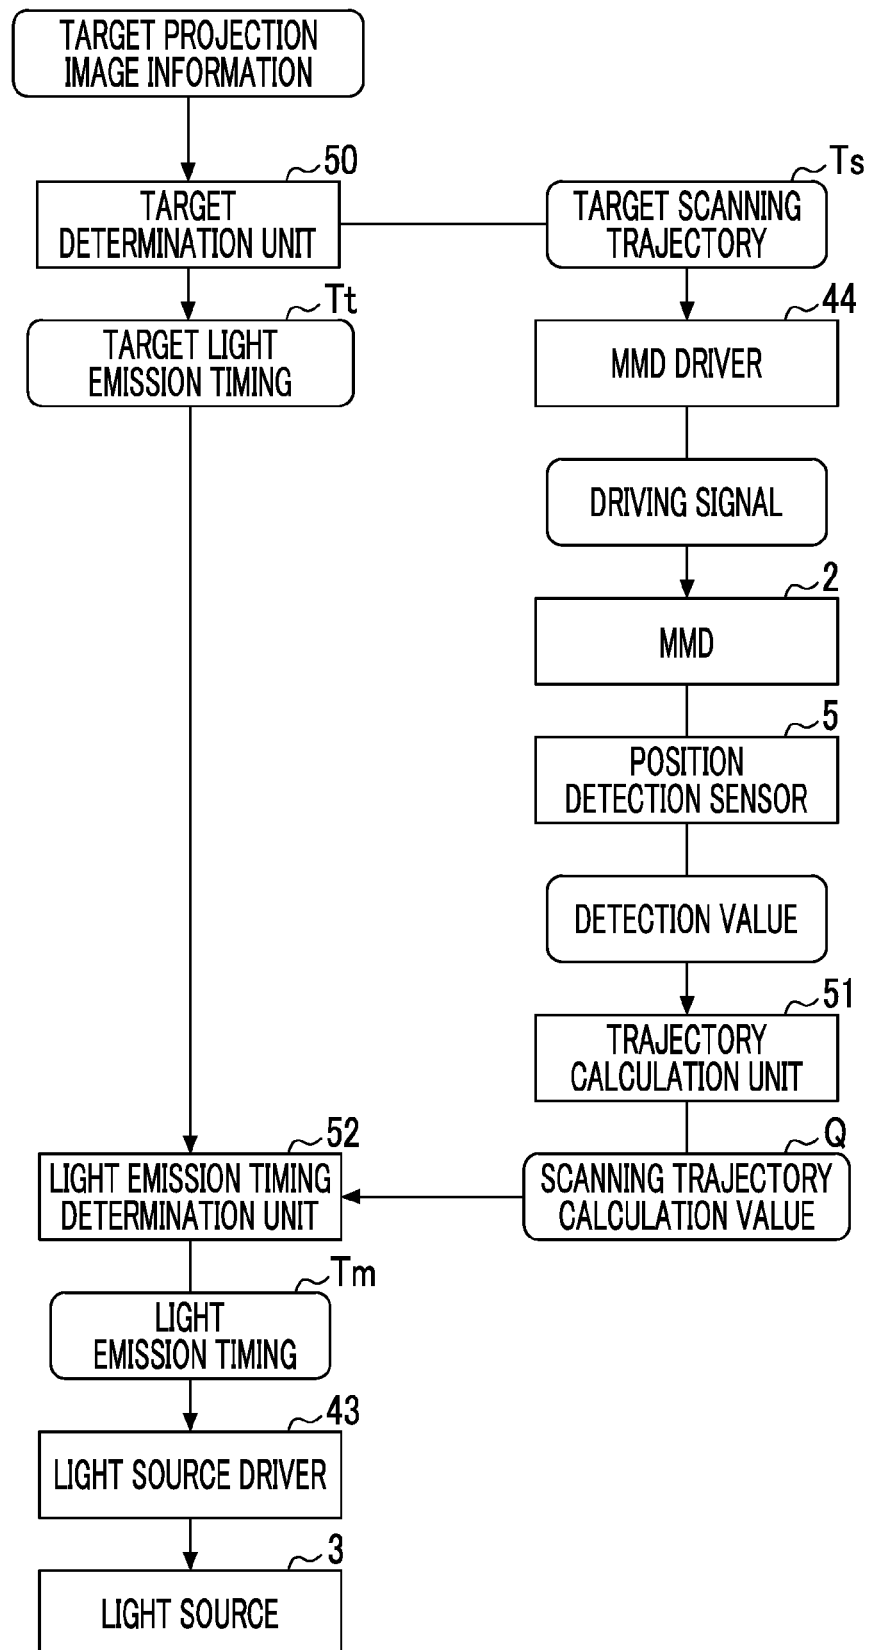 TARGET PROJECTION
IMAGE INFORMATION
50
TARGET
DETERMINATION UNIT
Ts
TARGET SCANNING
TRAJECTORY
Tt
TARGET LIGHT
EMISSION TIMING
44
MMD DRIVER
DRIVING SIGNAL
2
MMD
5
POSITION
DETECTION SENSOR
DETECTION VALUE
51
TRAJECTORY
CALCULATION UNIT
52
LIGHT EMISSION TIMING
DETERMINATION UNIT
Q
SCANNING TRAJECTORY
CALCULATION VALUE
Tm
LIGHT
EMISSION TIMING
43
LIGHT SOURCE DRIVER
3
LIGHT SOURCE